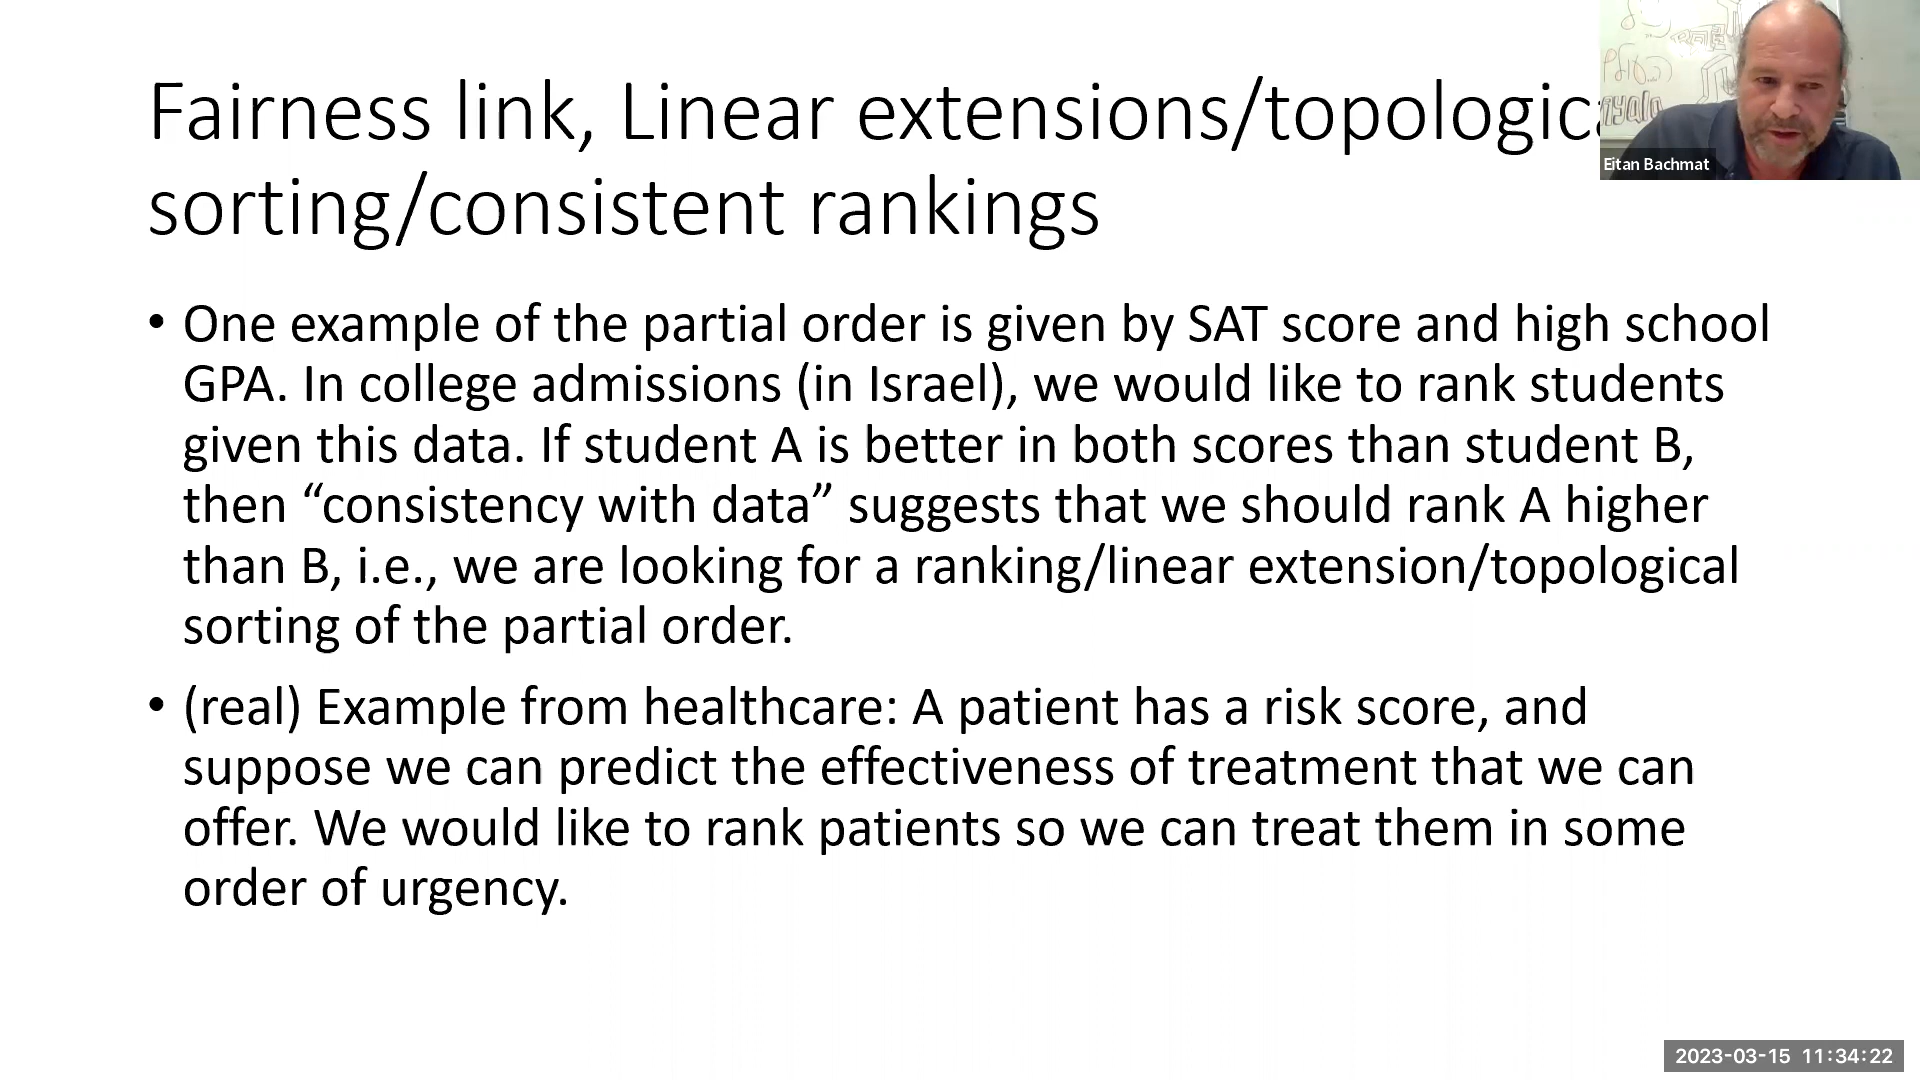 Fairness link, Linear extensions/topologica
sorting/consistent rankings
Eitan Bachmat
• One example of the partial order is given by SAT score and high school
GPA. In college admissions (in Israel), we would like to rank students
given this data. If student A is better in both scores than student B,
then “consistency with data” suggests that we should rank A higher
than B, i.e., we are looking for a ranking/linear extension/topological
sorting of the partial order.
• (real) Example from healthcare: A patient has a risk score, and
suppose we can predict the effectiveness of treatment that we can
offer. We would like to rank patients so we can treat them in some
order of urgency.
2023-03-15 11:34:22